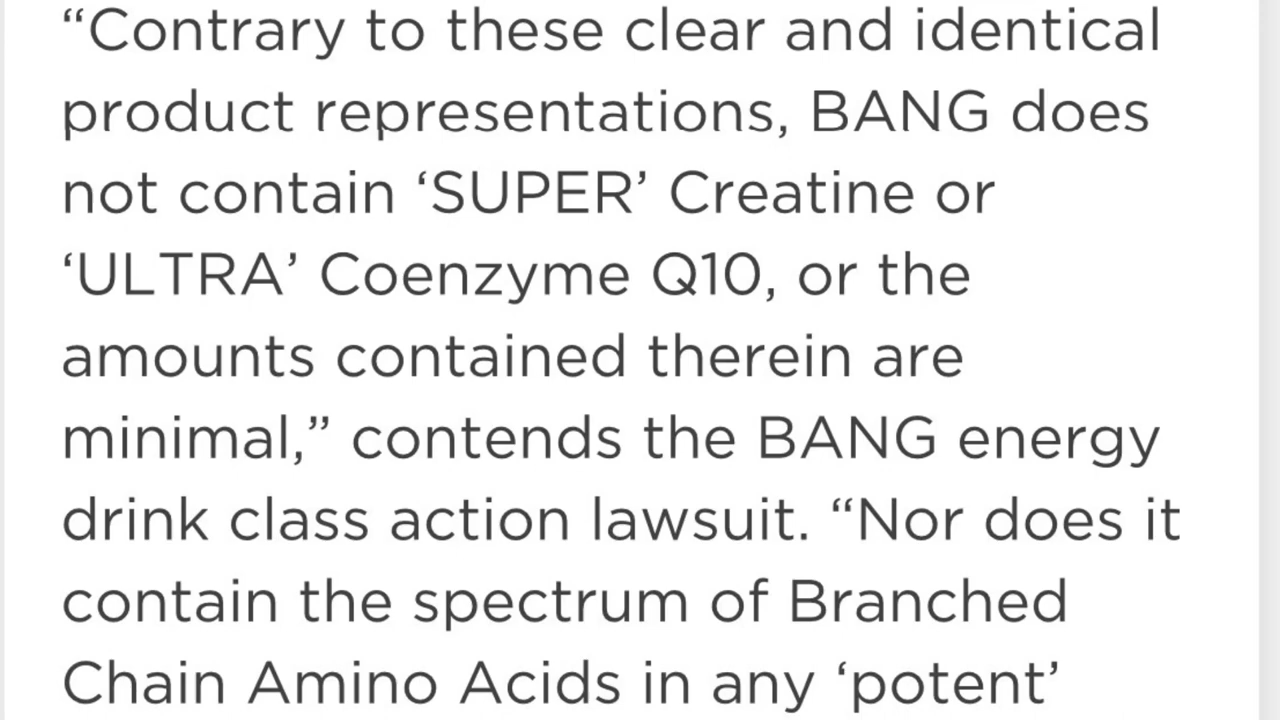 “Contrary to these clear and identical
product representations, BANG does
not contain ‘SUPER’ Creatine or
‘ULTRA’ Coenzyme Q10, or the
amounts contained therein are
minimal,” contends the BANG energy
drink class action lawsuit. “Nor does it
contain the spectrum of Branched
Chain Amino Acids in any ‘potent’